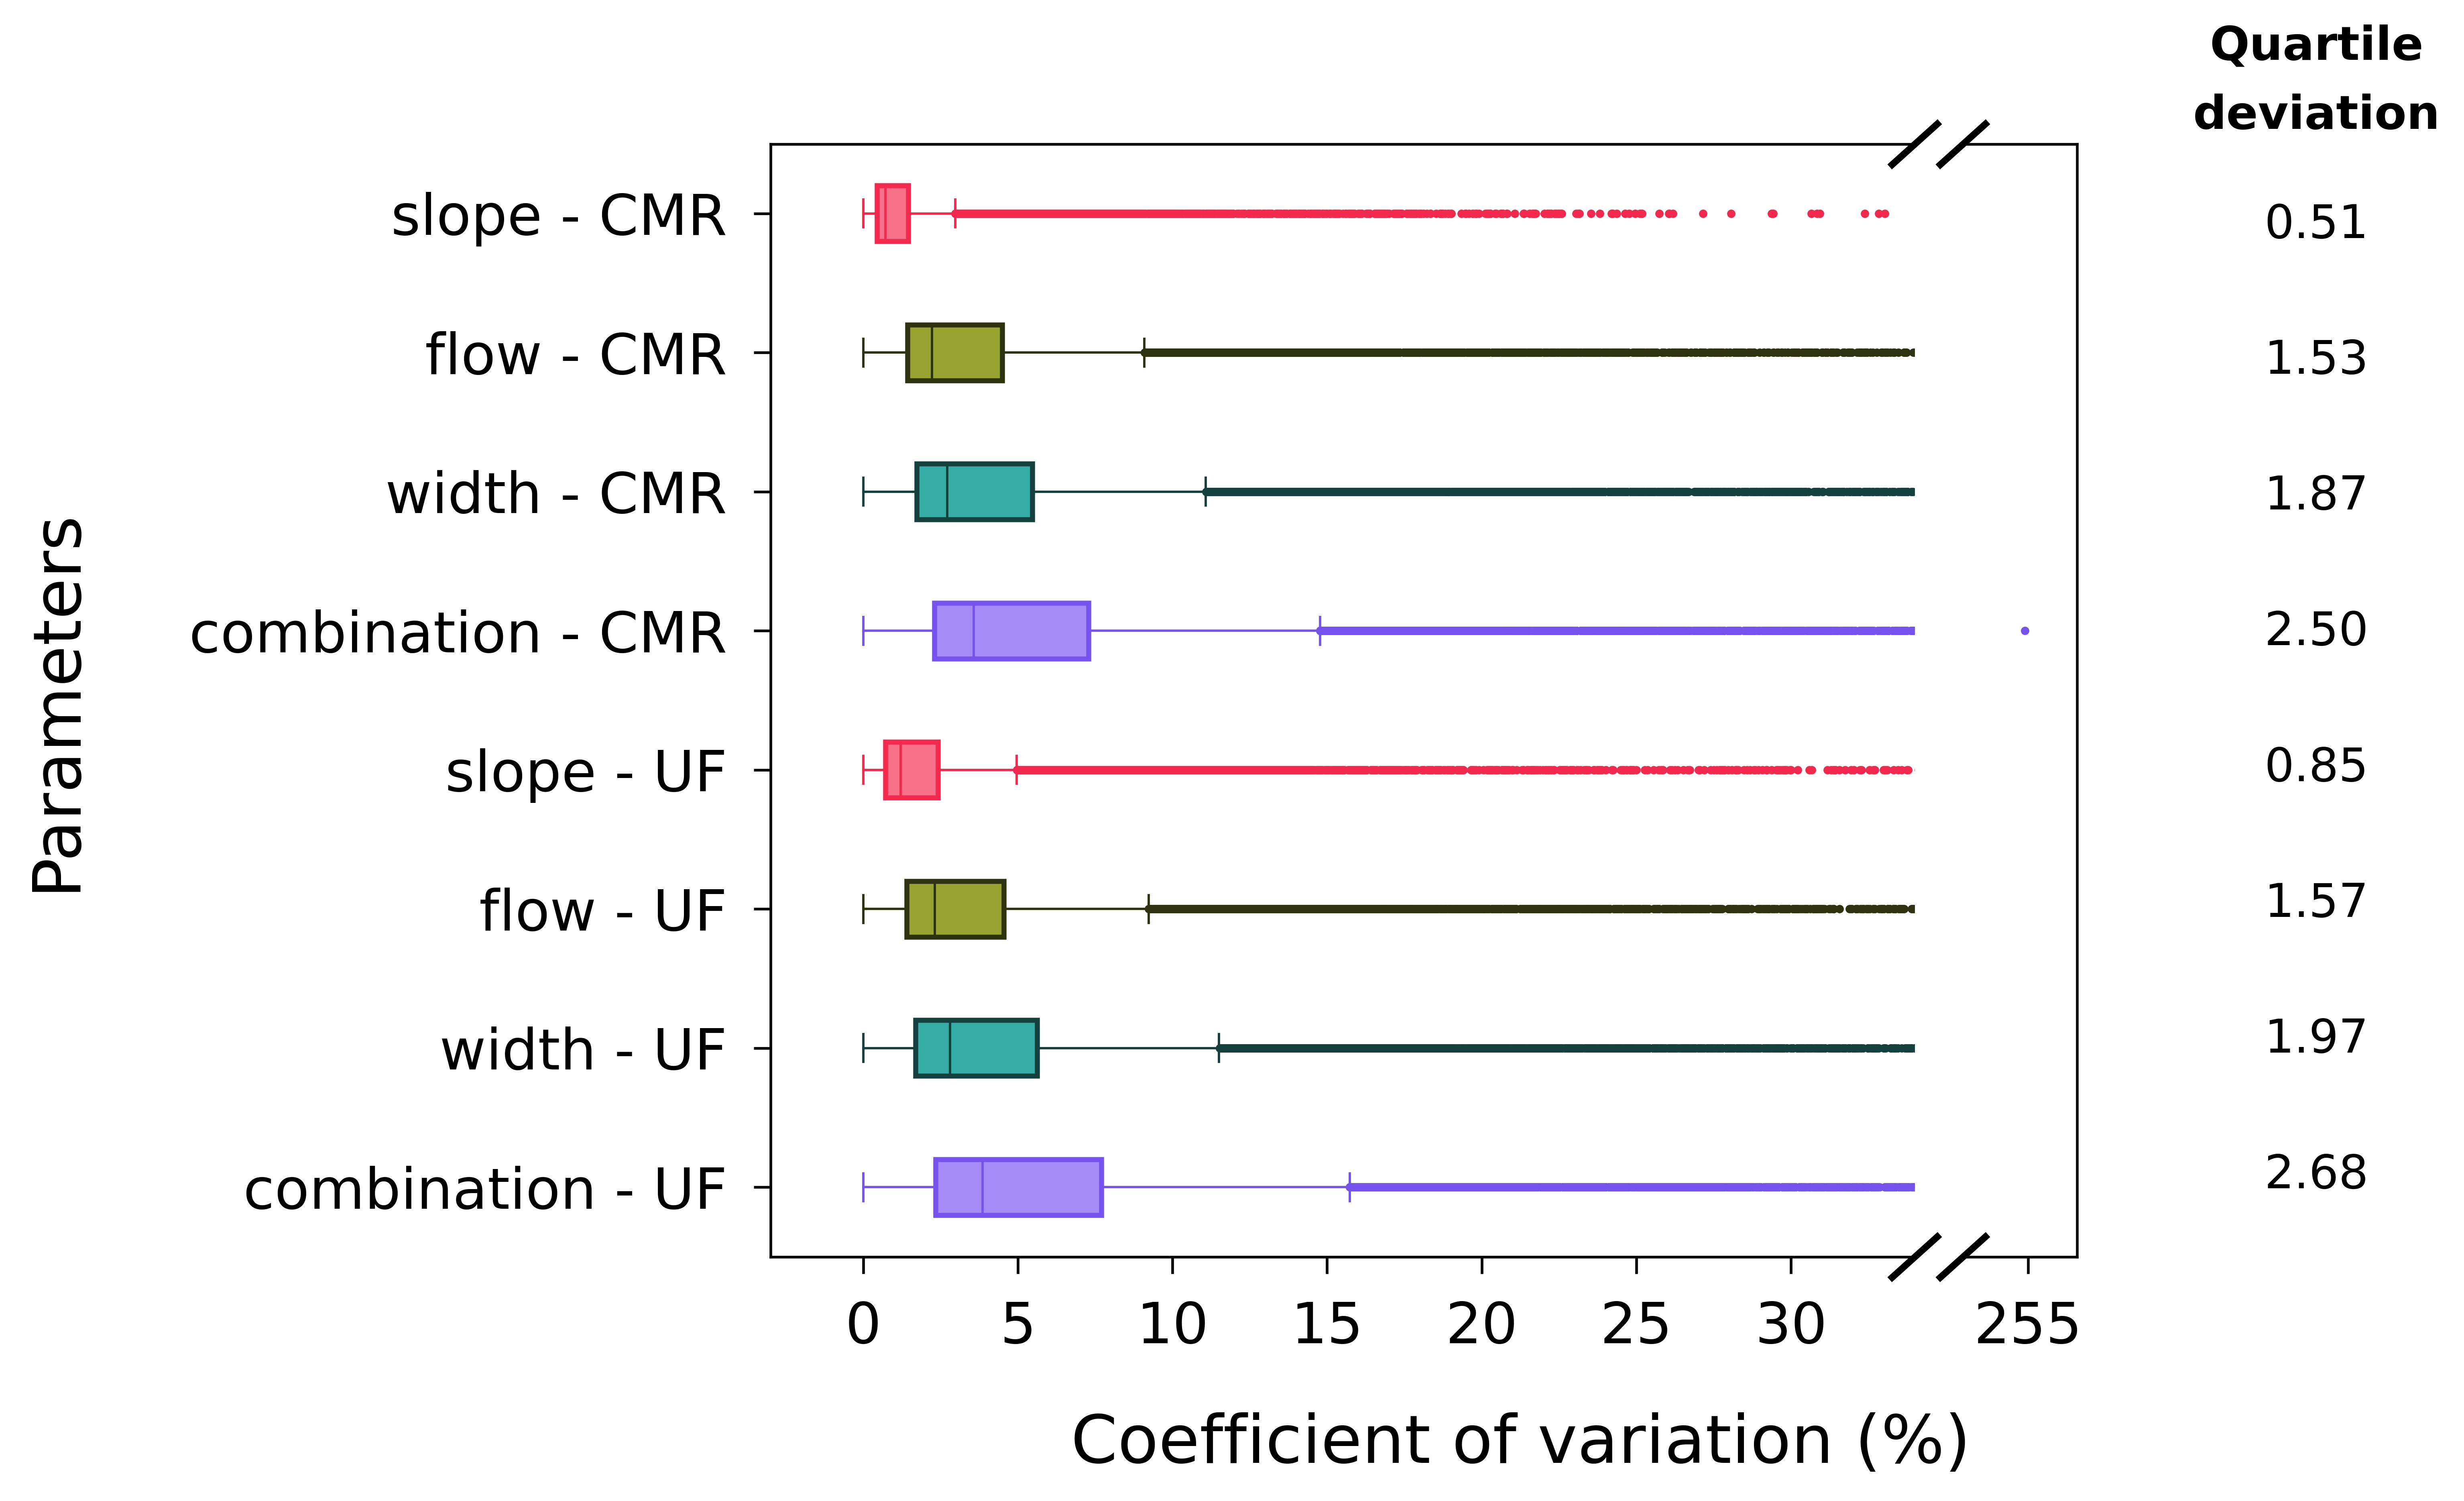 Quartile
deviation
slope - CMR
0.51
flow - CMR
1.53
width - CMR
1.87
combination - CMR
2.50
slope - UF
0.85
flow - UF
1.57
width - UF
1.97
combination - UF
2.68
Parameters
0 5 10 15 20 25 30 255
Coefficient of variation (%)